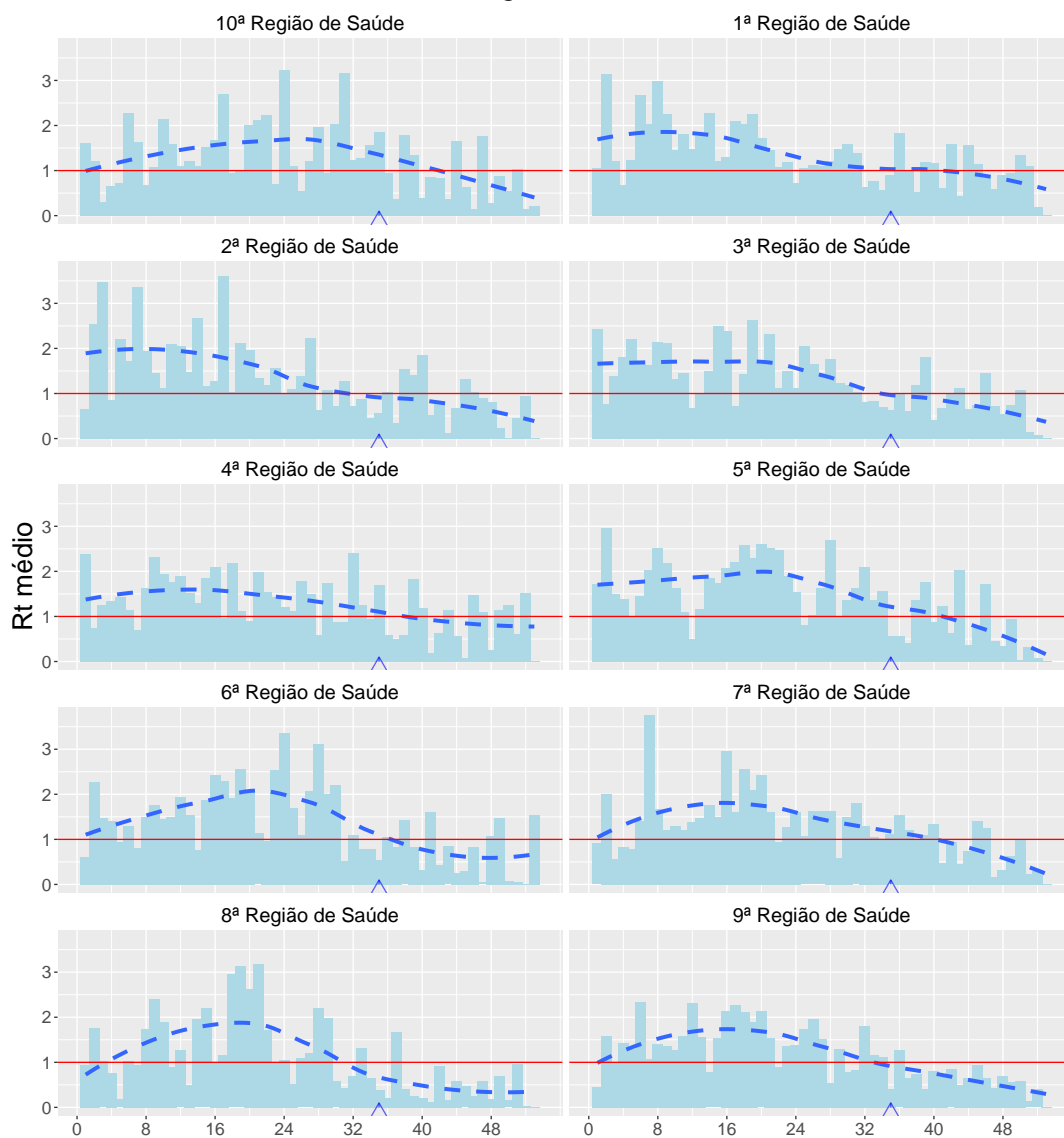 10ª Região de Saúde 1ª Região de Saúde
3
2
1
0
2ª Região de Saúde 3ª Região de Saúde
3
2
1
0
4ª Região de Saúde 5ª Região de Saúde
3
2
1
0
Rt médio
6ª Região de Saúde 7ª Região de Saúde
3
2
1
0
8ª Região de Saúde 9ª Região de Saúde
3
2
1
0
0 8 16 24 32 40 48 0 8 16 24 32 40 48